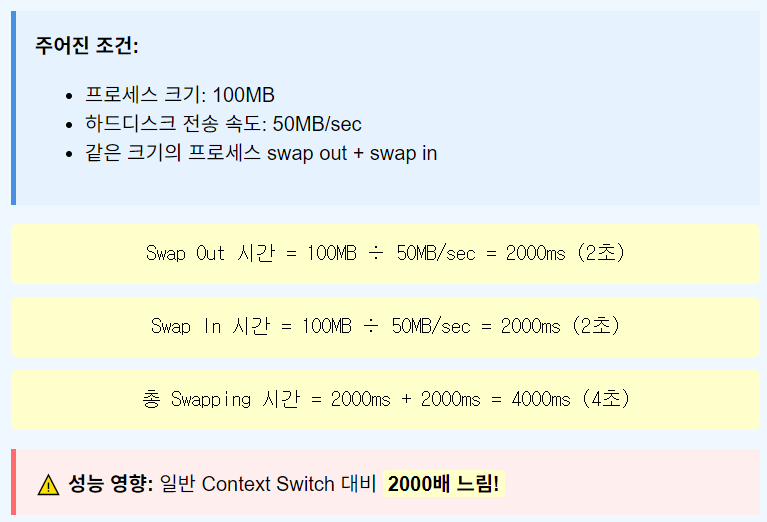 주어진 조건:
• 프로세스 크기: 100MB
• 하드디스크 전송 속도: 50MB/sec
• 같은 크기의 프로세스 swap out + swap in
Swap Out 시간 = 100MB ÷ 50MB/sec = 2000ms (2초)
Swap In 시간 = 100MB ÷ 50MB/sec = 2000ms (2초)
총 Swapping 시간 = 2000ms + 2000ms = 4000ms (4초)
⚠️ 성능 영향: 일반 Context Switch 대비 2000배 느림!